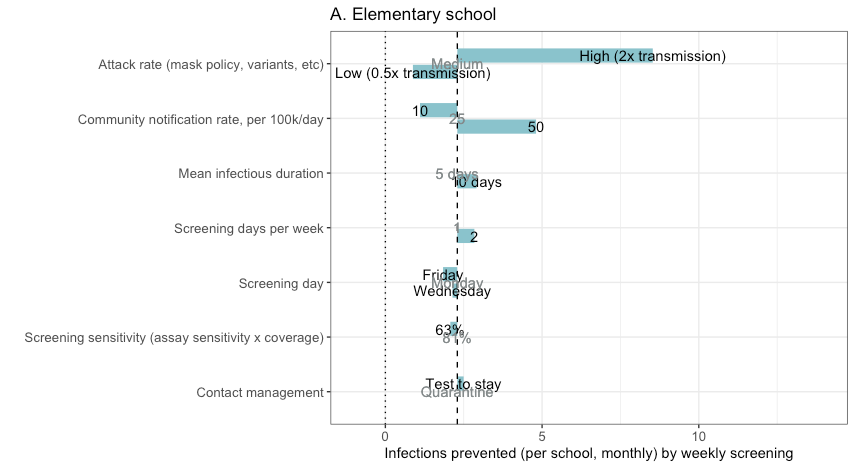 A. Elementary school
Attack rate (mask policy, variants, etc)
High (2x transmission)
Medium
Low (0.5x transmission)
Community notification rate, per 100k/day
10
25
50
Mean infectious duration
5 days
10 days
Screening days per week
1
2
Screening day
Friday
Monday
Wednesday
Screening sensitivity (assay sensitivity x coverage)
63%
81%
Contact management
Test to stay
Quarantine
0 5 10
Infections prevented (per school, monthly) by weekly screening